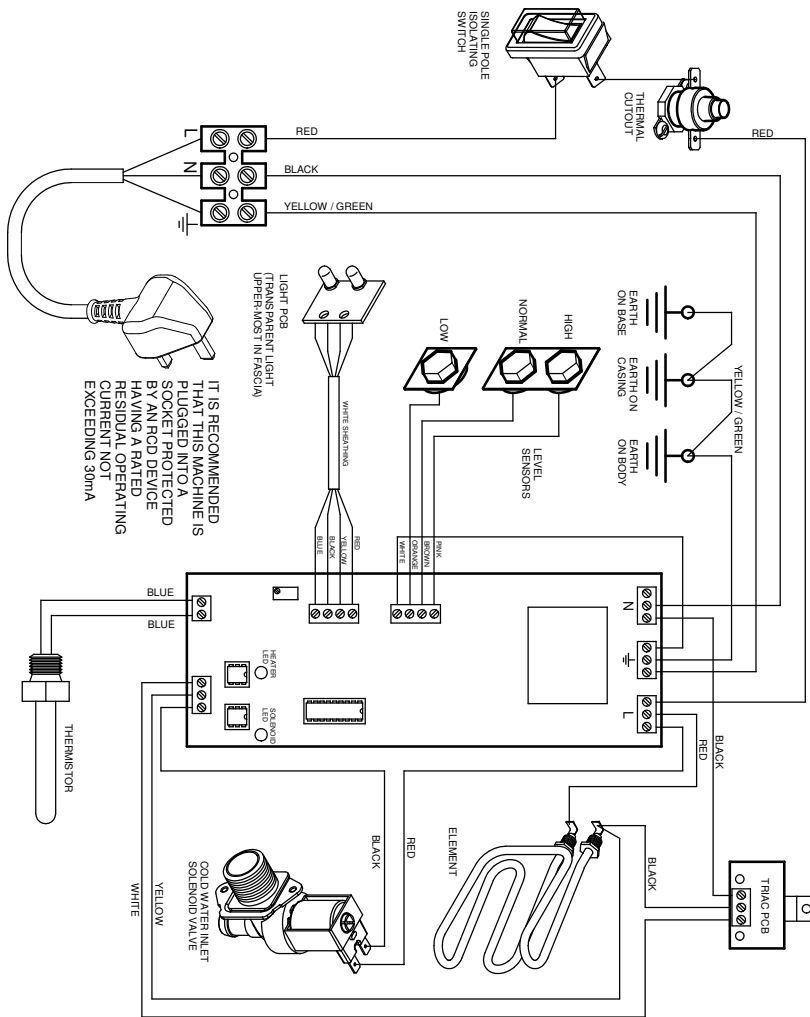 SINGLE POLE
ISOLATING
SWITCH
THERMAL
CUTOUT
RED
RED
BLACK
YELLOW / GREEN
L
N
LIGHT PCB
(TRANSPARENT LIGHT
UPPER-MOST IN FASCIA)
LOW
NORMAL
HIGH
LEVEL
SENSORS
EARTH
ON BASE
EARTH ON
CASING
EARTH
ON BODY
YELLOW / GREEN
IT IS RECOMMENDED
THAT THIS MACHINE IS
PLUGGED INTO A
SOCKET PROTECTED
BY AN RCD DEVICE
HAVING A RATED
RESIDUAL OPERATING
CURRENT NOT
EXCEEDING 30mA
WHITE SHEATHING
BLUE
BLACK
YELLOW
RED
WHITE
ORANGE
BROWN
PINK
BLUE
BLUE
N
L
HEATER
LED
SOLENOID
LED
THERMISTOR
BLACK
RED
BLACK
RED
ELEMENT
BLACK
TRIAC PCB
COLD WATER INLET
SOLENOID VALVE
YELLOW
WHITE